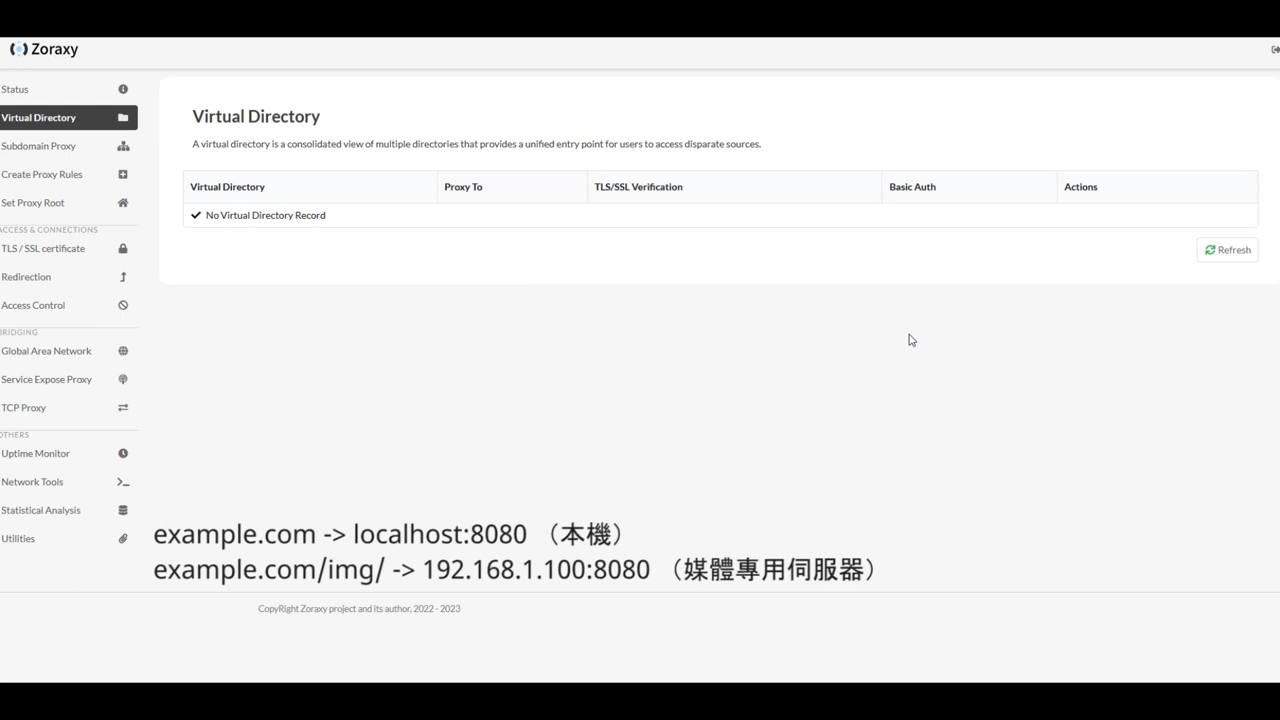 Zoraxy
Status
Virtual Directory
Subdomain Proxy
Create Proxy Rules
Set Proxy Root
ACCESS & CONNECTIONS
TLS / SSL certificate
Redirection
Access Control
BRIDGING
Global Area Network
Service Expose Proxy
TCP Proxy
OTHERS
Uptime Monitor
Network Tools
Statistical Analysis
Utilities
Virtual Directory
A virtual directory is a consolidated view of multiple directories that provides a unified entry point for users to access disparate sources.
Virtual Directory Proxy To TLS/SSL Verification Basic Auth Actions
No Virtual Directory Record
Refresh
example.com -> localhost:8080 （本機）
example.com/img/ -> 192.168.1.100:8080 （媒體專用伺服器）
CopyRight Zoraxy project and its author, 2022 - 2023